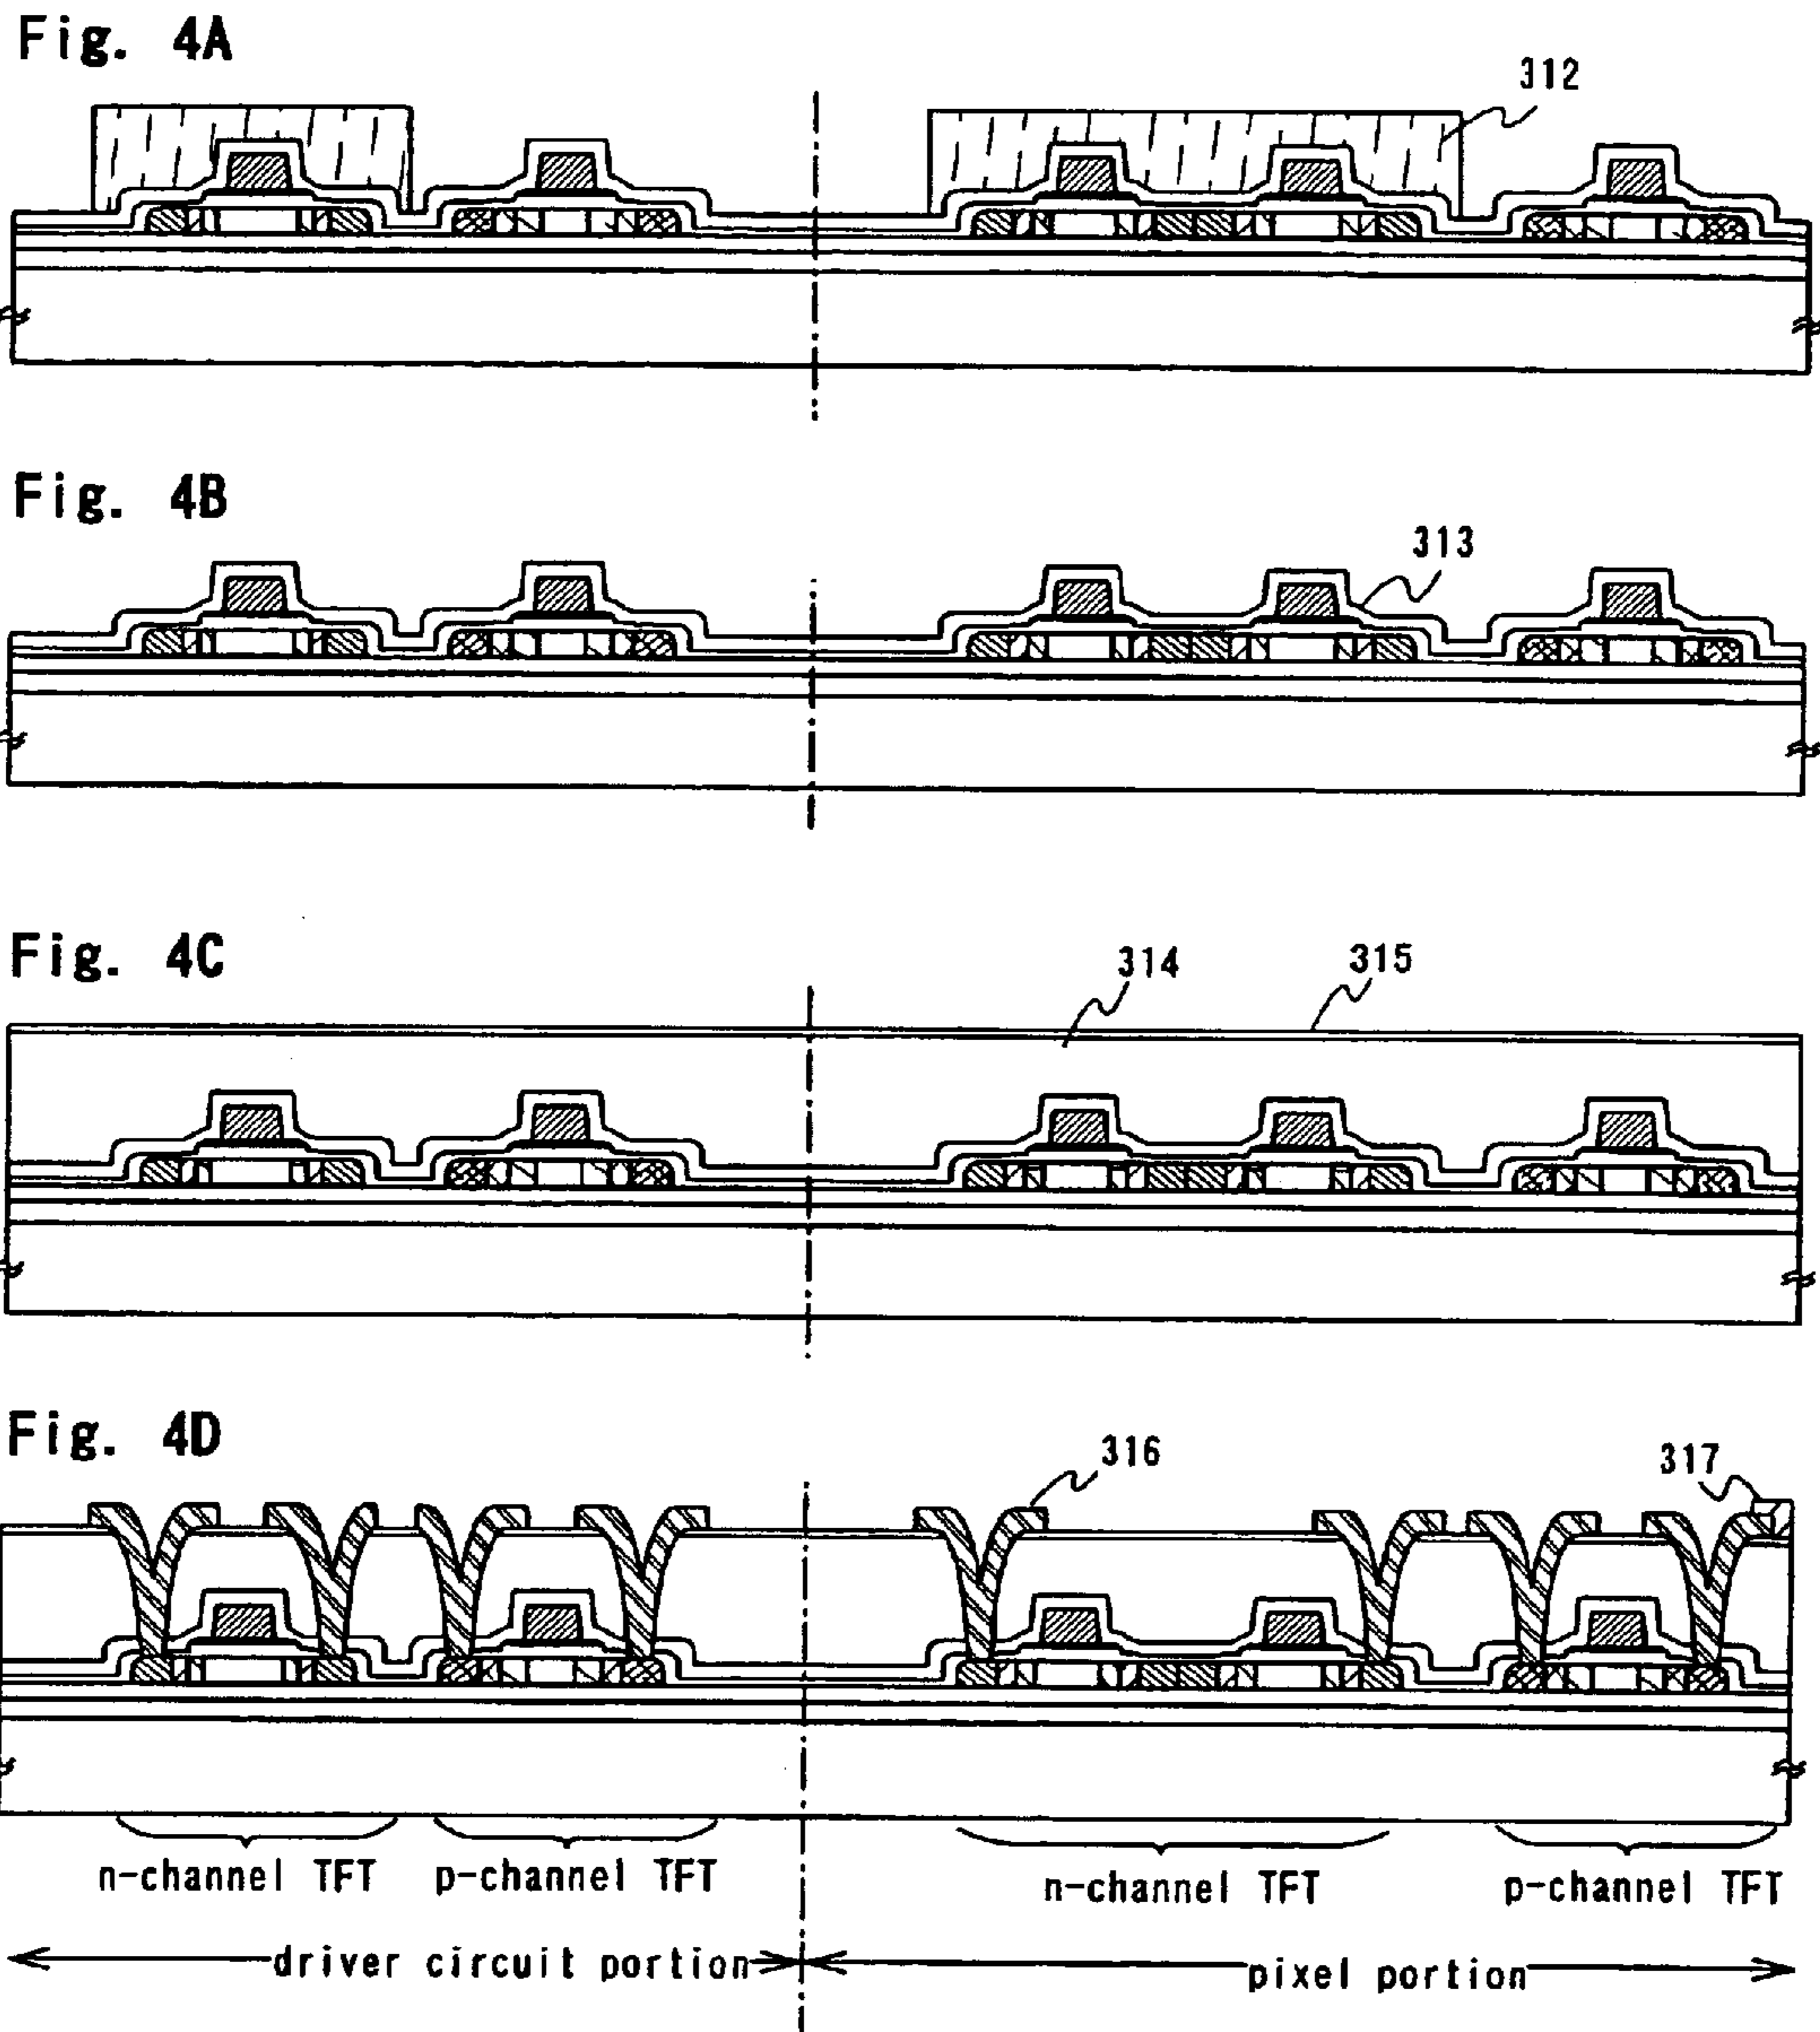 Fig. 4A
312
Fig. 4B
313
Fig. 4C
314
315
Fig. 4D
316
317
n-channel TFT
p-channel TFT
n-channel TFT
p-channel TFT
driver circuit portion
pixel portion